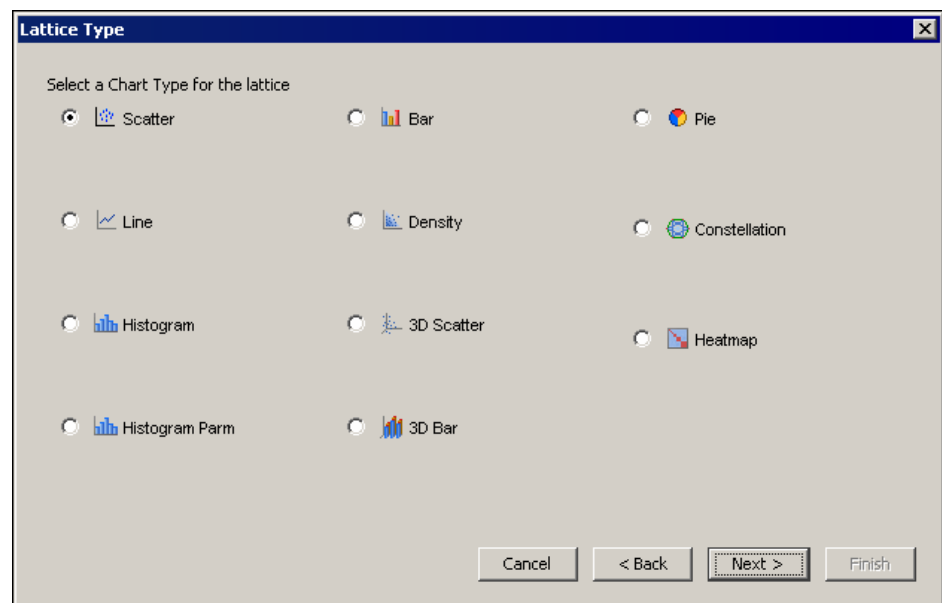 Lattice Type
Select a Chart Type for the lattice
Scatter
Bar
Pie
Line
Density
Constellation
Histogram
3D Scatter
Heatmap
Histogram Parm
3D Bar
Cancel
< Back
Next >
Finish